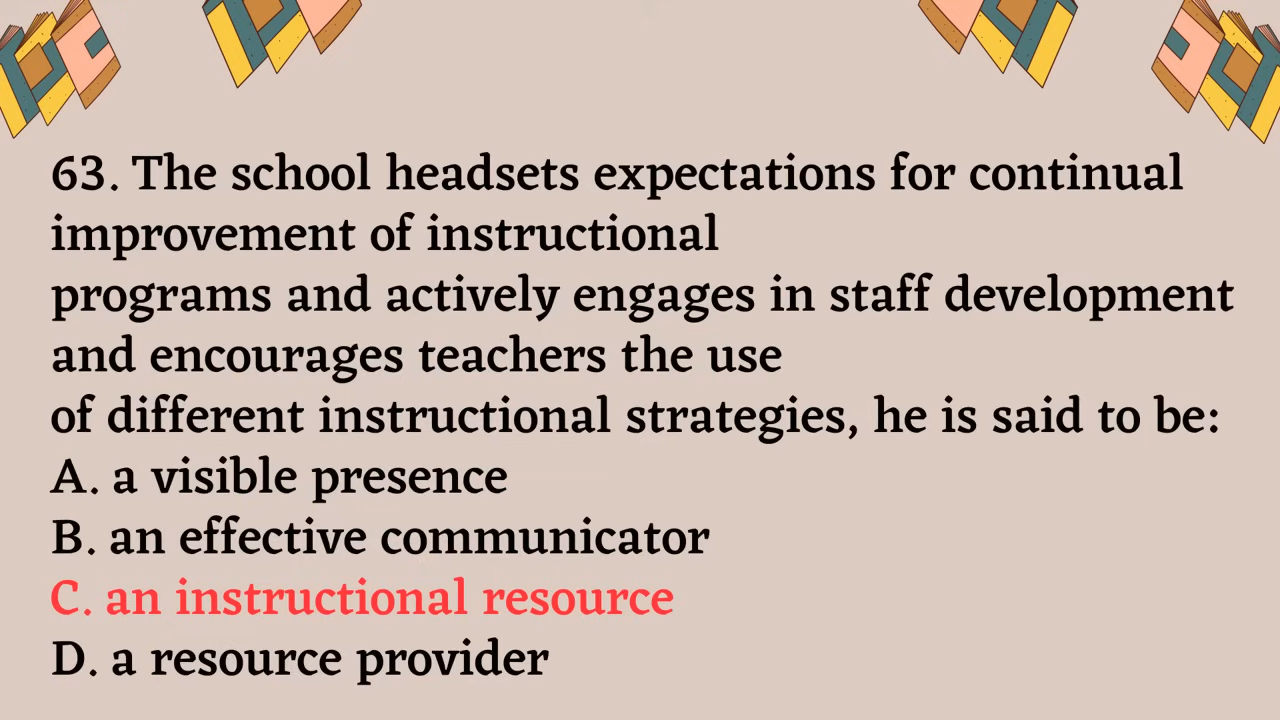 63. The school headsets expectations for continual
improvement of instructional
programs and actively engages in staff development
and encourages teachers the use
of different instructional strategies, he is said to be:
A. a visible presence
B. an effective communicator
C. an instructional resource
D. a resource provider